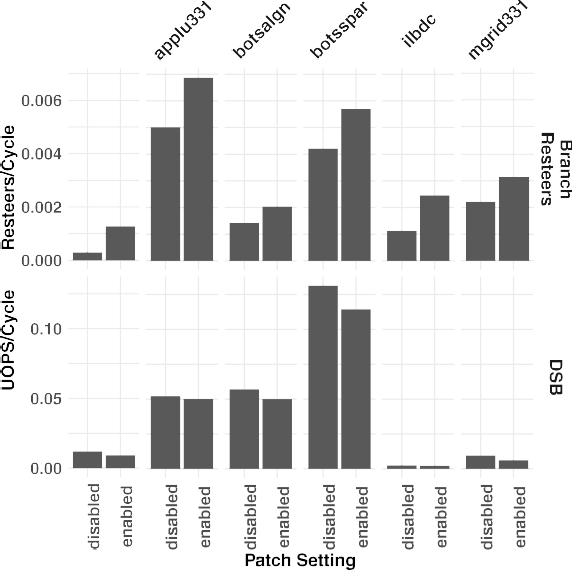 applu331
botsalgn
botsspar
ilbdc
mgrid331
Resteers/Cycle
0.006
0.004
0.002
0.000
Branch
Resteers
UOPS/Cycle
0.10
0.05
0.00
DSB
disabled
enabled
disabled
enabled
disabled
enabled
disabled
enabled
disabled
enabled
disabled
enabled
Patch Setting